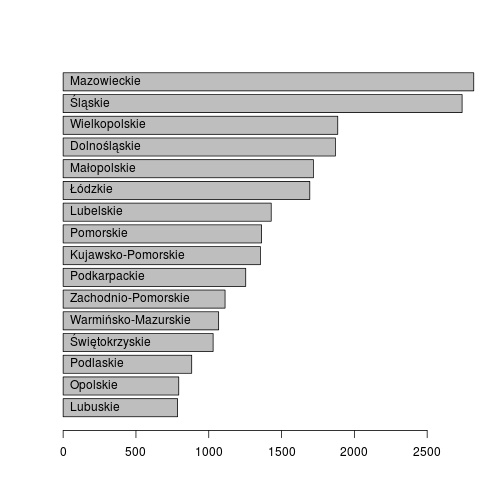 Mazowieckie
Śląskie
Wielkopolskie
Dolnośląskie
Małopolskie
Łódzkie
Lubelskie
Pomorskie
Kujawsko-Pomorskie
Podkarpackie
Zachodnio-Pomorskie
Warmińsko-Mazurskie
Świętokrzyskie
Podlaskie
Opolskie
Lubuskie
0 500 1000 1500 2000 2500